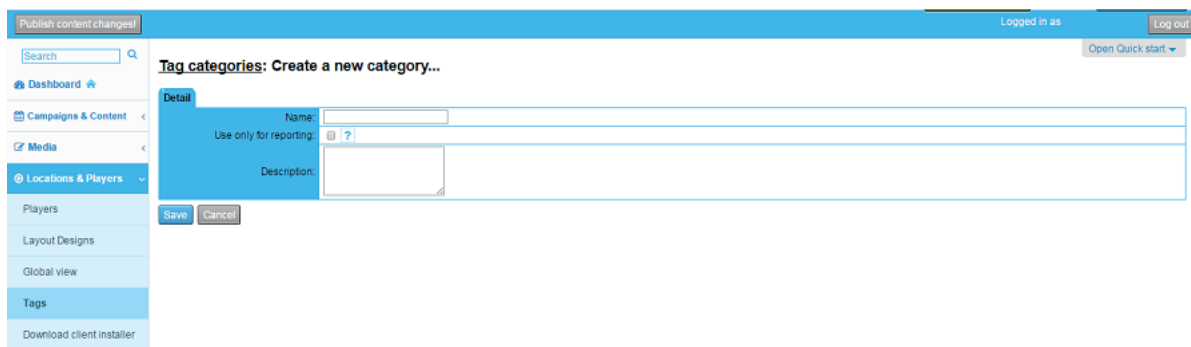 Publish content changes!
Logged in as
Log out
Search
Open Quick start
Dashboard
Campaigns & Content
Media
Locations & Players
Players
Layout Designs
Global view
Tags
Download client installer
Tag categories: Create a new category...
Detail
Name:
Use only for reporting: ?
Description:
Save Cancel